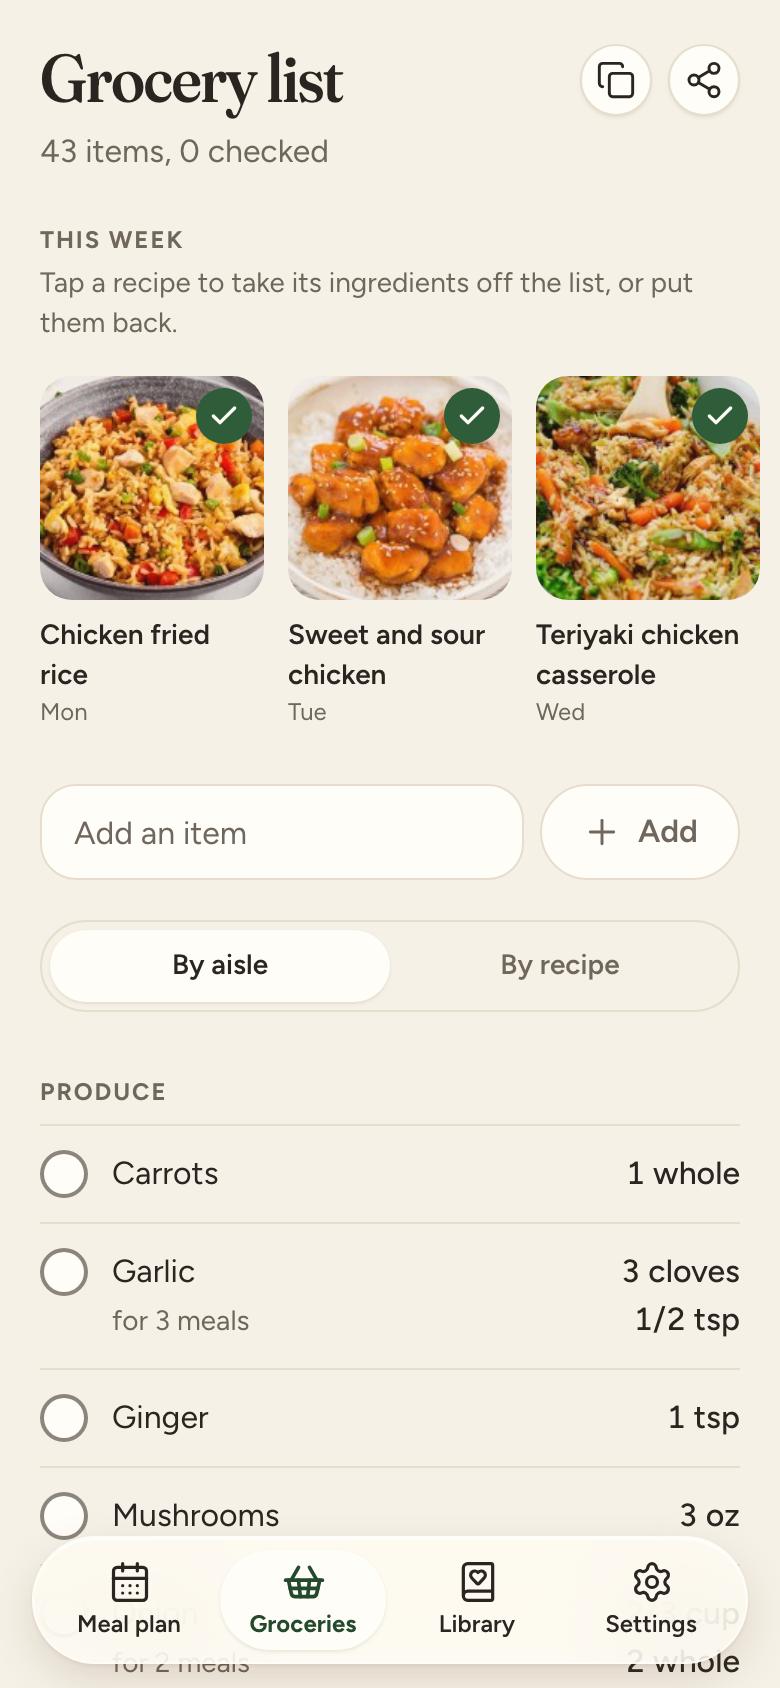 Grocery list
43 items, 0 checked
THIS WEEK
Tap a recipe to take its ingredients off the list, or put
them back.
Chicken fried
rice
Mon
Sweet and sour
chicken
Tue
Teriyaki chicken
casserole
Wed
Add an item
Add
By aisle
By recipe
PRODUCE
Carrots
1 whole
Garlic
3 cloves
for 3 meals
1/2 tsp
Ginger
1 tsp
Mushrooms
3 oz
cup
for 2 meals
2 whole
Meal plan
Groceries
Library
Settings